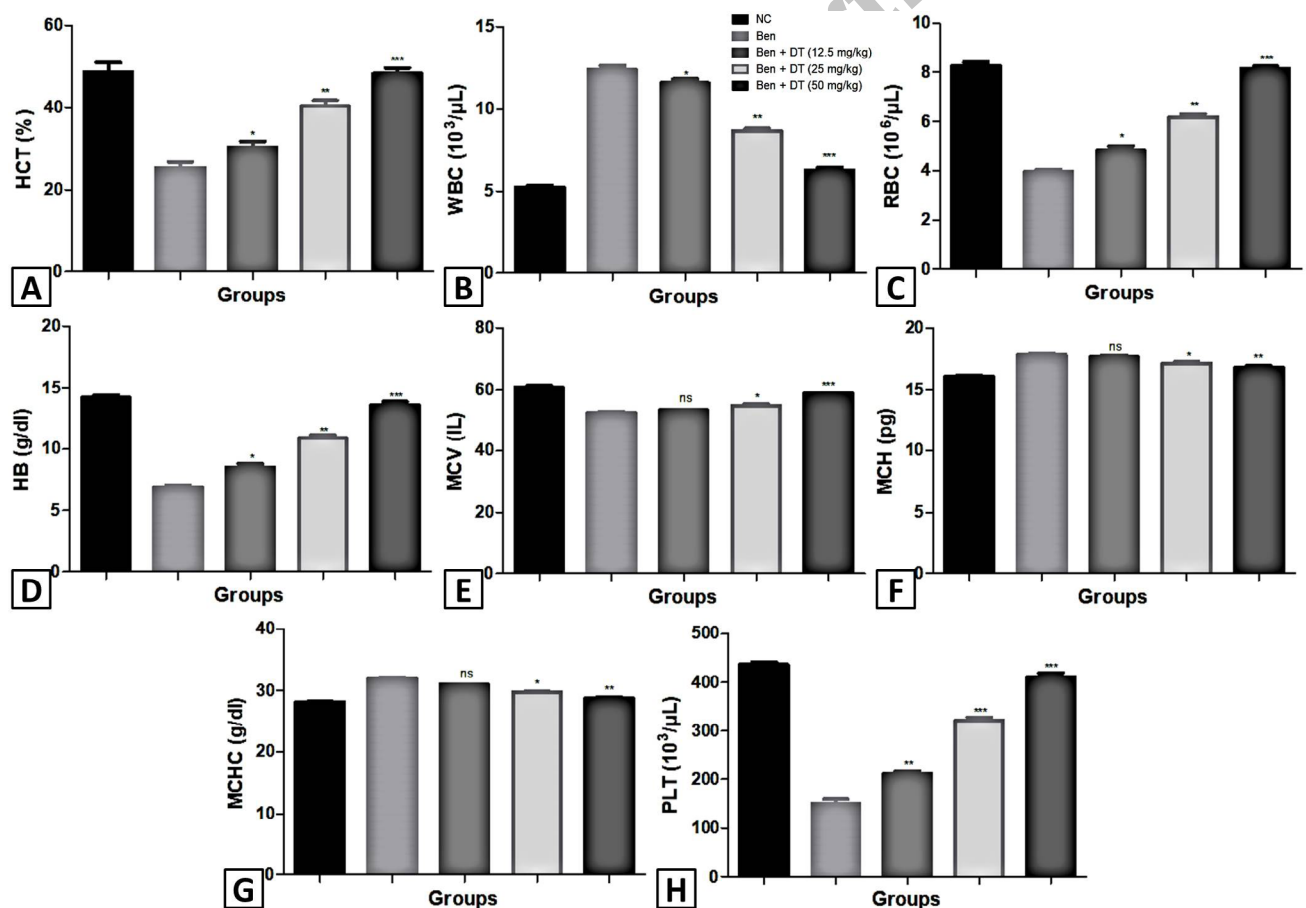 60
40
20
0
HCT (%)
***
**
*
A
Groups
15
10
5
0
WBC (10³/µL)
*
**
***
NC
Ben
Ben + DT (12.5 mg/kg)
Ben + DT (25 mg/kg)
Ben + DT (50 mg/kg)
B
Groups
8
6
4
2
0
RBC (10⁶/µL)
*
**
***
C
Groups
20
15
10
5
0
HB (g/dl)
*
**
***
D
Groups
80
60
40
20
0
MCV (lL)
ns
*
***
E
Groups
20
15
10
5
0
MCH (pg)
ns
*
**
F
Groups
40
30
20
10
0
MCHC (g/dl)
ns
*
**
G
Groups
500
400
300
200
100
0
PLT (10³/µL)
**
***
***
H
Groups